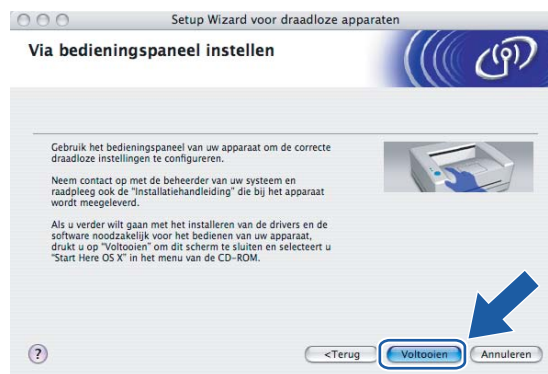 Setup Wizard voor draadloze apparaten
Via bedieningspaneel instellen
Gebruik het bedieningspaneel van uw apparaat om de correcte
draadloze instellingen te configureren.
Neem contact op met de beheerder van uw systeem en
raadpleeg ook de "Installatiehandleiding" die bij het apparaat
wordt meegeleverd.
Als u verder wilt gaan met het installeren van de drivers en de
software noodzakelijk voor het bedienen van uw apparaat,
drukt u op "Voltooien" om dit scherm te sluiten en selecteert u
"Start Here OS X" in het menu van de CD-ROM.
? <Terug Voltooien Annuleren